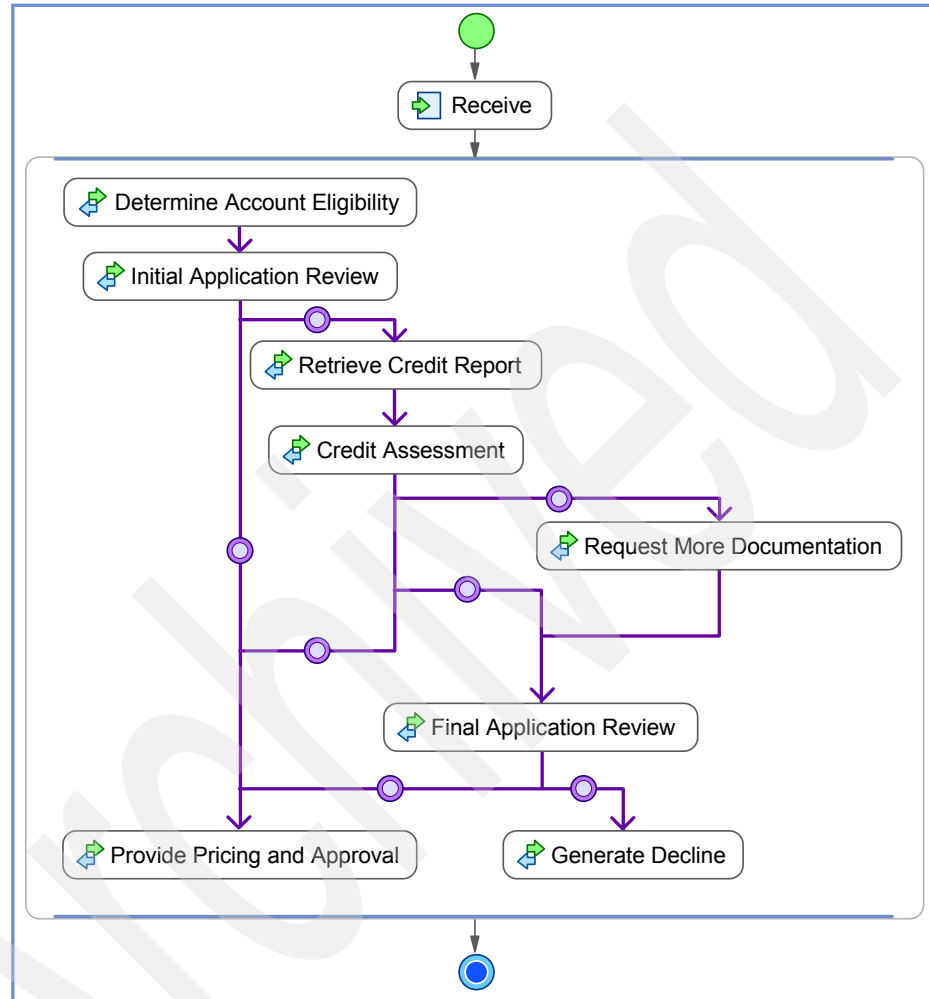 Receive
Determine Account Eligibility
Initial Application Review
Retrieve Credit Report
Credit Assessment
Request More Documentation
Final Application Review
Provide Pricing and Approval
Generate Decline
Archived